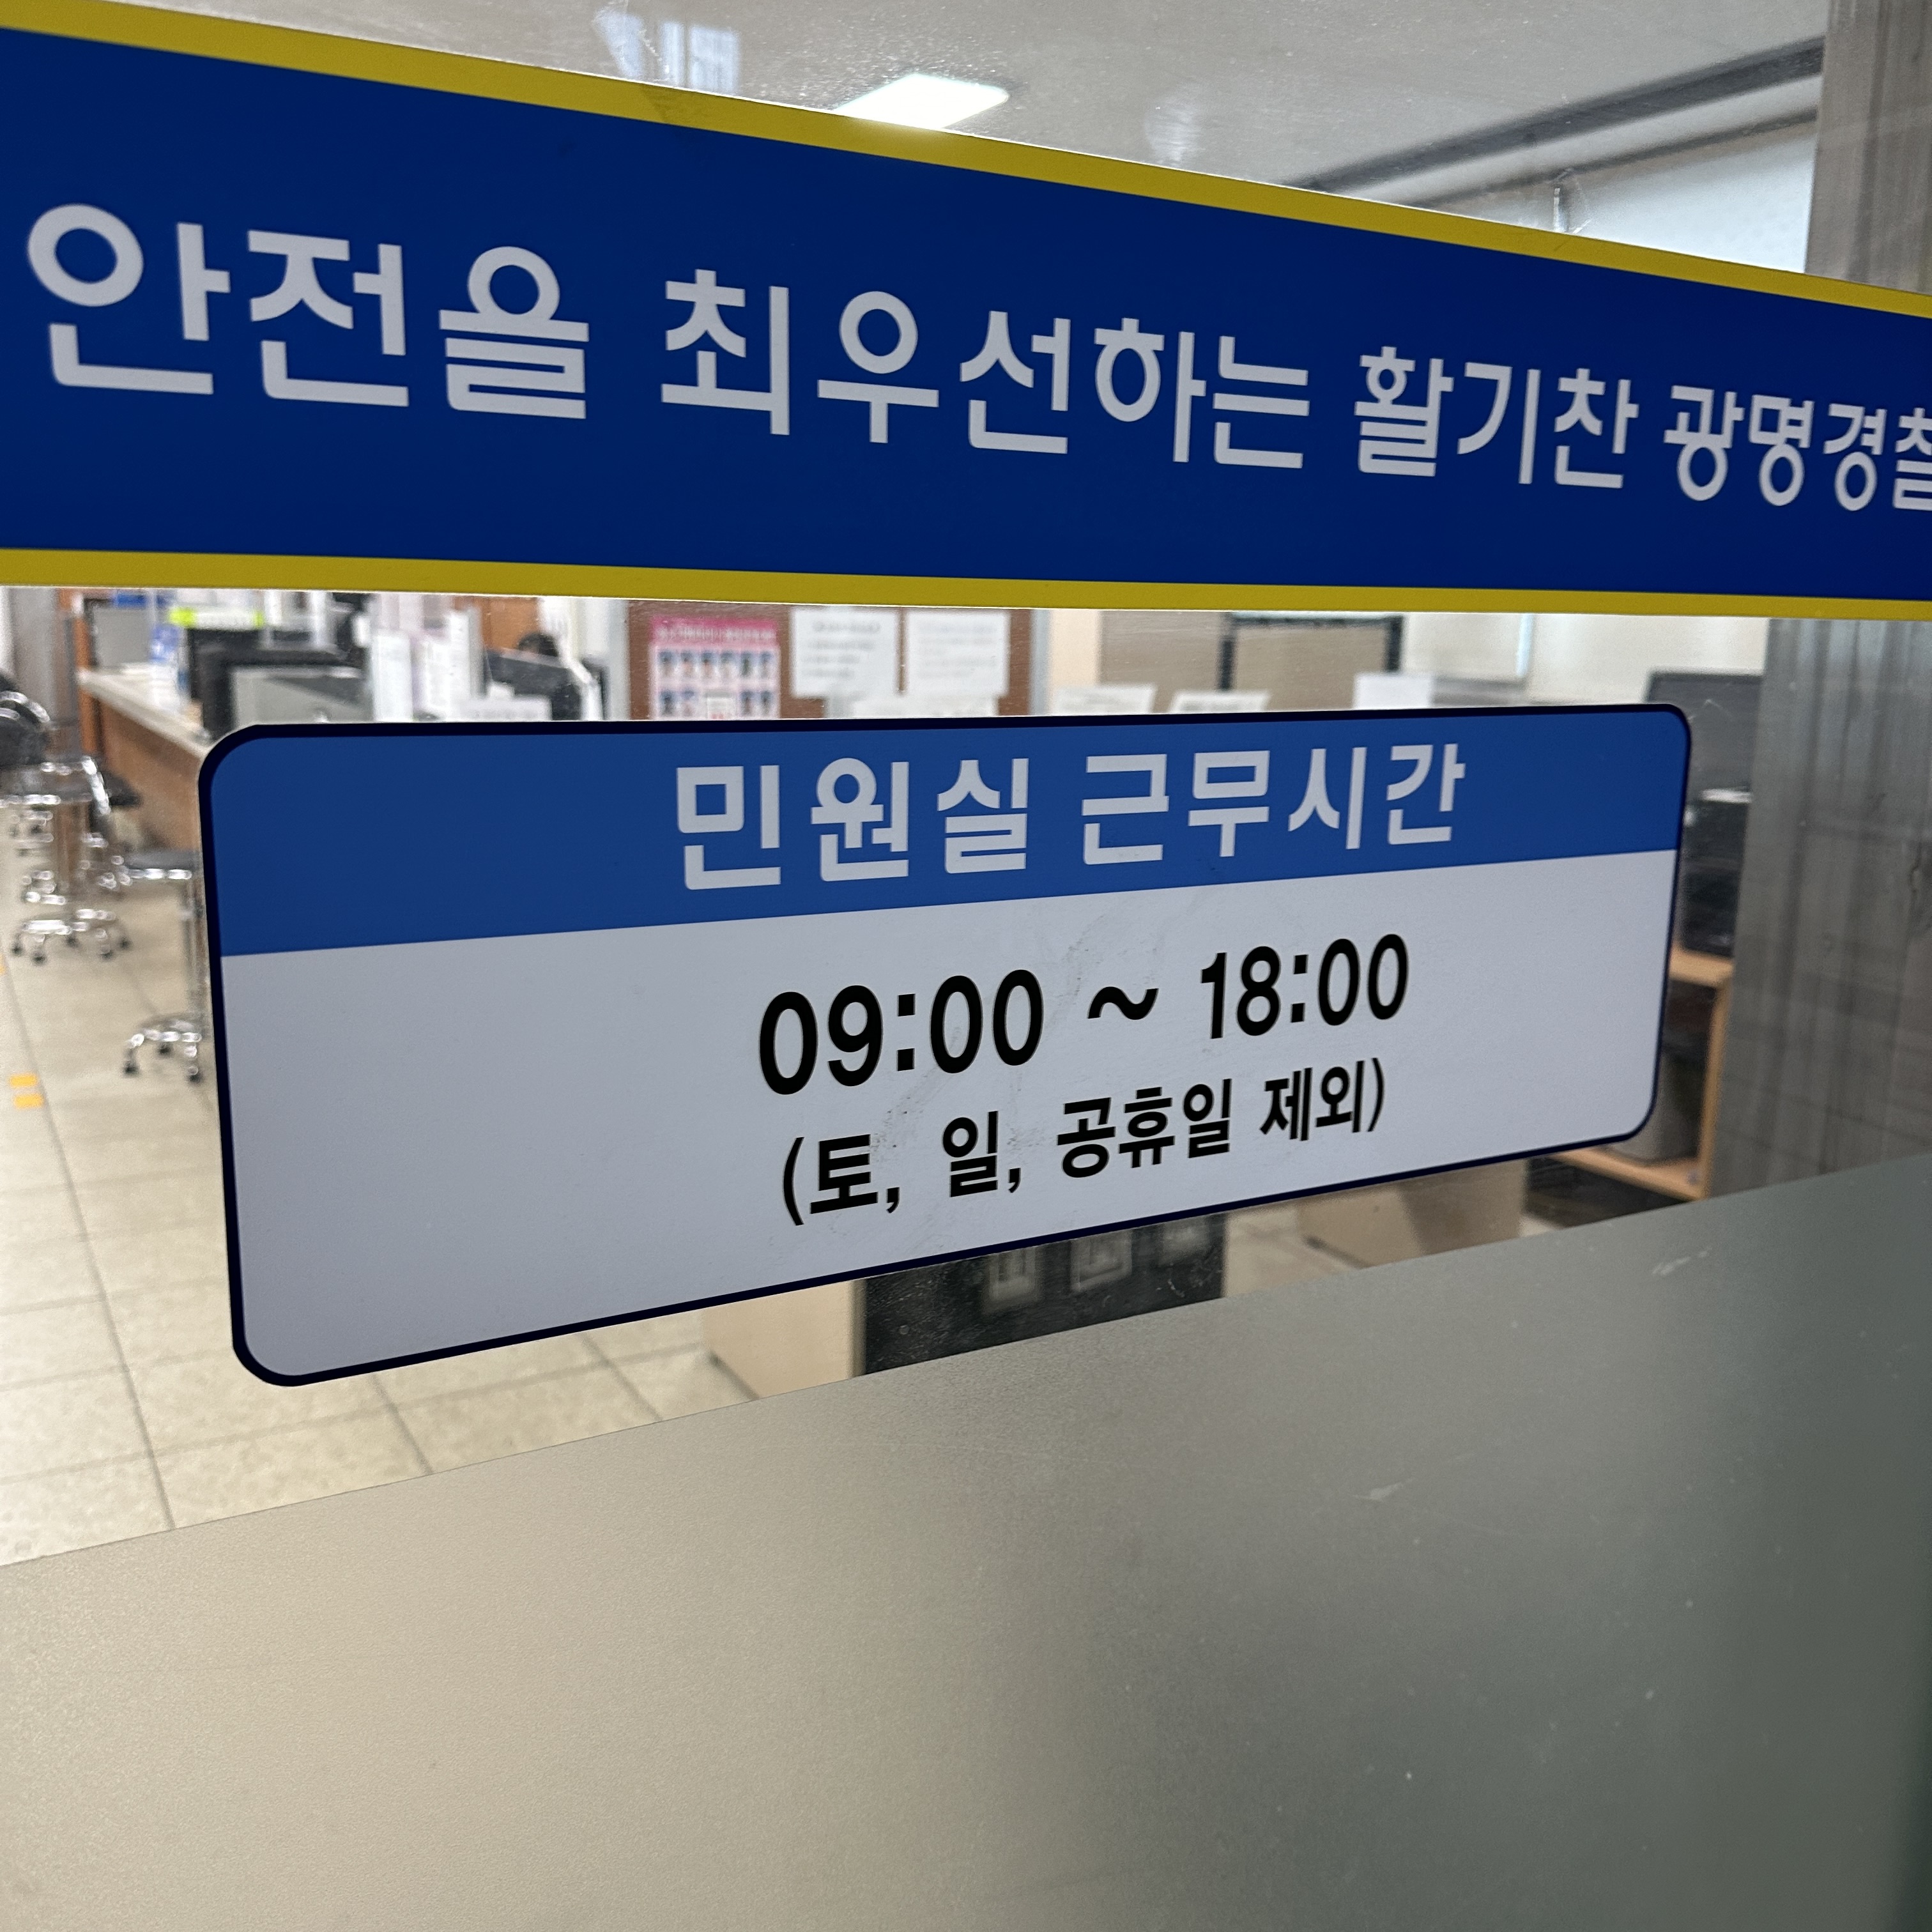 안전을 최우선하는 활기찬 광명경찰
민원실 근무시간
09:00 ~ 18:00
(토, 일, 공휴일 제외)